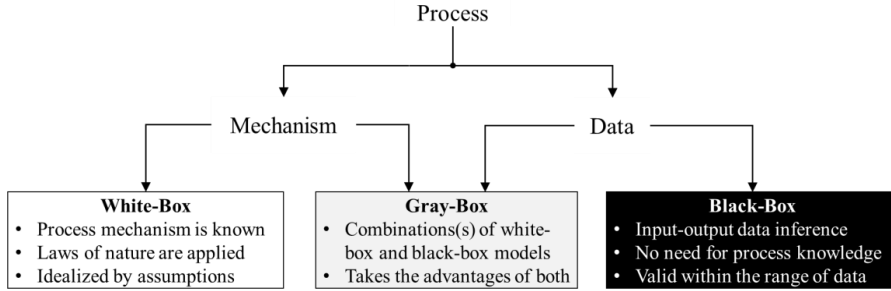 Process
Mechanism
Data
White-Box
• Process mechanism is known
• Laws of nature are applied
• Idealized by assumptions
Gray-Box
• Combinations(s) of white-
box and black-box models
• Takes the advantages of both
Black-Box
• Input-output data inference
• No need for process knowledge
• Valid within the range of data